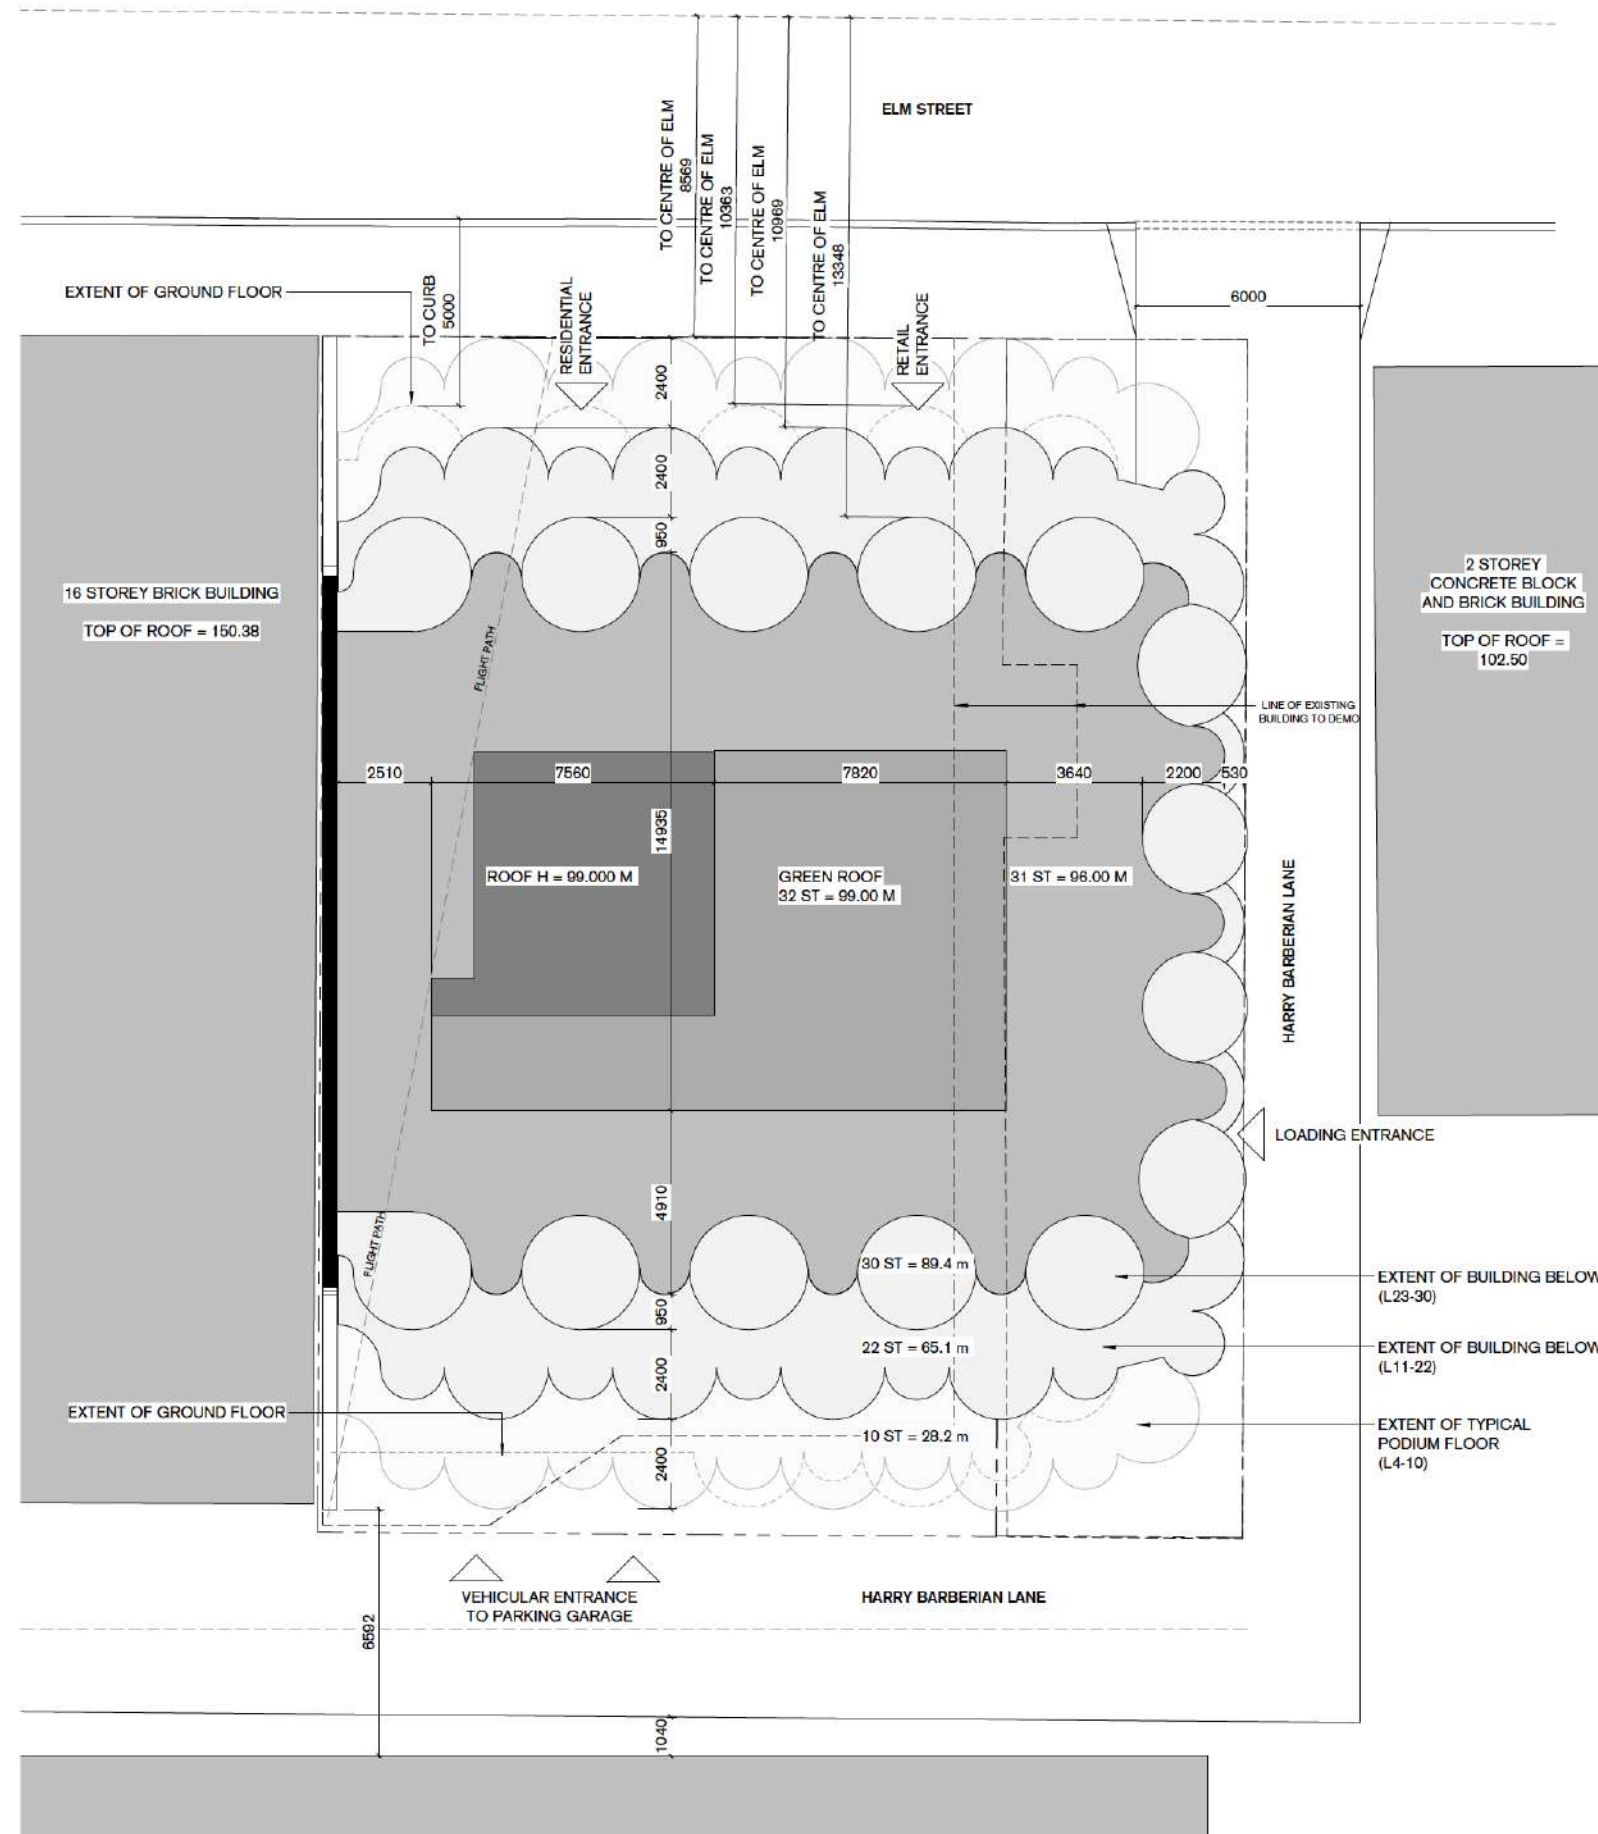 ELM STREET
TO CENTRE OF ELM
8569
TO CENTRE OF ELM
10363
TO CENTRE OF ELM
10969
TO CENTRE OF ELM
13348
EXTENT OF GROUND FLOOR
TO CURB
5000
RESIDENTIAL
ENTRANCE
RETAIL
ENTRANCE
6000
2400
2400
950
16 STOREY BRICK BUILDING
TOP OF ROOF = 150.38
2 STOREY
CONCRETE BLOCK
AND BRICK BUILDING
TOP OF ROOF =
102.50
FLIGHT PATH
LINE OF EXISTING
BUILDING TO DEMO
2510
7560
7820
3640
2200
530
14935
ROOF H = 99.000 M
GREEN ROOF
32 ST = 99.00 M
31 ST = 96.00 M
HARRY BARBERIAN LANE
LOADING ENTRANCE
4910
FLIGHT PATH
30 ST = 89.4 m
EXTENT OF BUILDING BELOW
(L23-30)
950
22 ST = 65.1 m
EXTENT OF BUILDING BELOW
(L11-22)
2400
EXTENT OF GROUND FLOOR
10 ST = 28.2 m
EXTENT OF TYPICAL
PODIUM FLOOR
(L4-10)
2400
VEHICULAR ENTRANCE
TO PARKING GARAGE
HARRY BARBERIAN LANE
6592
1040